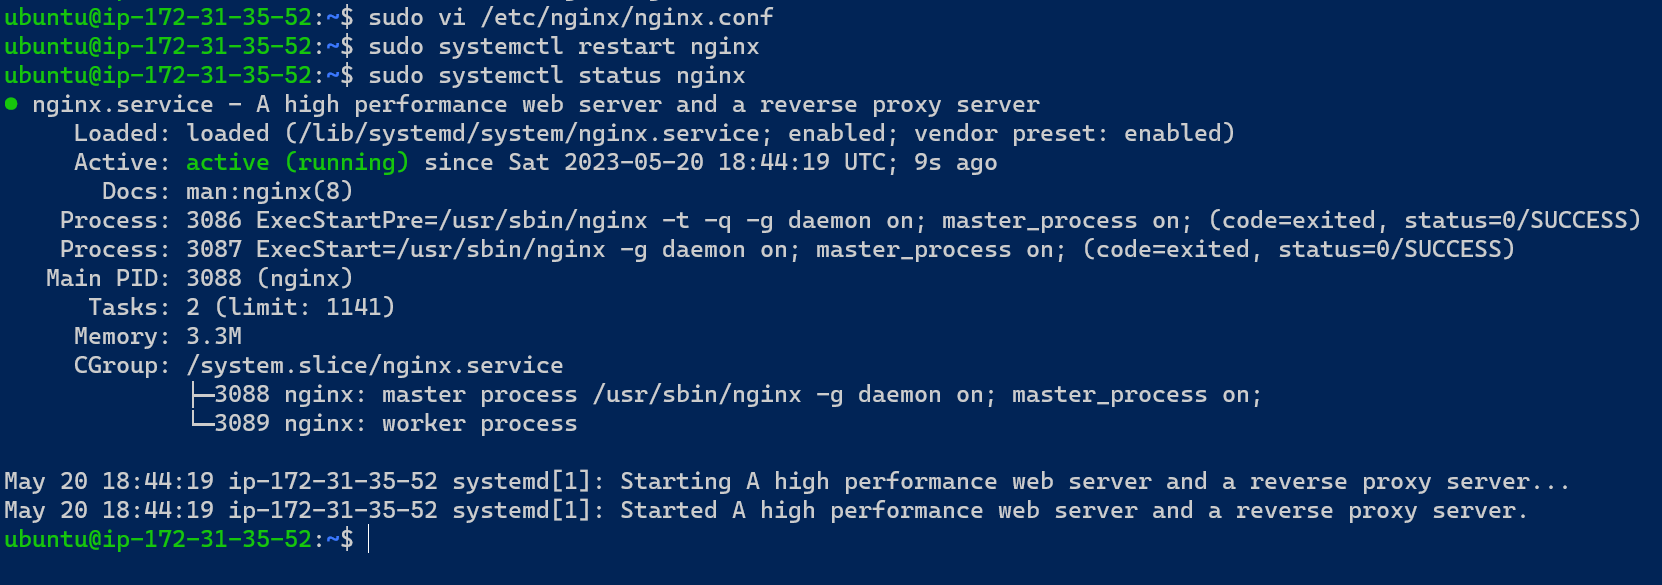 ubuntu@ip-172-31-35-52:~$ sudo vi /etc/nginx/nginx.conf
ubuntu@ip-172-31-35-52:~$ sudo systemctl restart nginx
ubuntu@ip-172-31-35-52:~$ sudo systemctl status nginx
● nginx.service - A high performance web server and a reverse proxy server
     Loaded: loaded (/lib/systemd/system/nginx.service; enabled; vendor preset: enabled)
     Active: active (running) since Sat 2023-05-20 18:44:19 UTC; 9s ago
       Docs: man:nginx(8)
    Process: 3086 ExecStartPre=/usr/sbin/nginx -t -q -g daemon on; master_process on; (code=exited, status=0/SUCCESS)
    Process: 3087 ExecStart=/usr/sbin/nginx -g daemon on; master_process on; (code=exited, status=0/SUCCESS)
   Main PID: 3088 (nginx)
      Tasks: 2 (limit: 1141)
     Memory: 3.3M
     CGroup: /system.slice/nginx.service
             ├─3088 nginx: master process /usr/sbin/nginx -g daemon on; master_process on;
             └─3089 nginx: worker process
May 20 18:44:19 ip-172-31-35-52 systemd[1]: Starting A high performance web server and a reverse proxy server...
May 20 18:44:19 ip-172-31-35-52 systemd[1]: Started A high performance web server and a reverse proxy server.
ubuntu@ip-172-31-35-52:~$